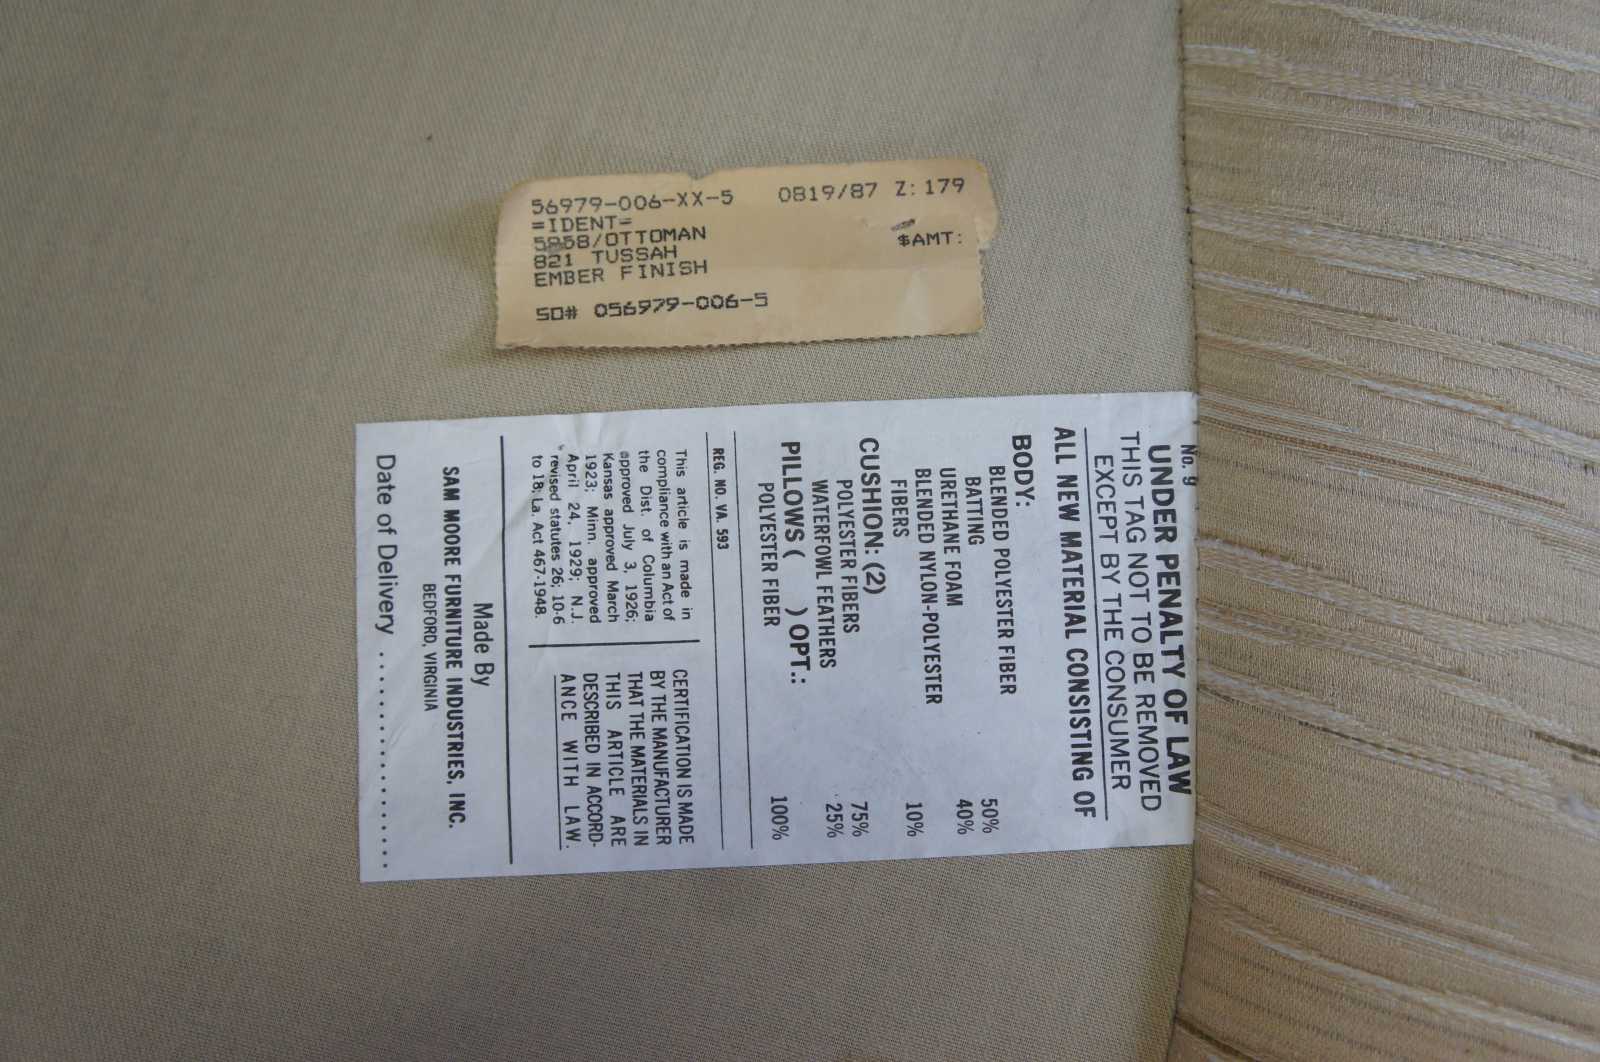 56979-006-XX-5 0819/87 Z: 179
=IDENT=
5858/OTTOMAN $AMT:
821 TUSSAH
EMBER FINISH
SO# 056979-006-5
No. 9
UNDER PENALTY OF LAW
THIS TAG NOT TO BE REMOVED
EXCEPT BY THE CONSUMER
ALL NEW MATERIAL CONSISTING OF
BODY:
BLENDED POLYESTER FIBER
BATTING 50%
URETHANE FOAM 40%
BLENDED NYLON-POLYESTER
FIBERS 10%
CUSHION: (2)
POLYESTER FIBERS 75%
WATERFOWL FEATHERS 25%
PILLOWS ( ) OPT.:
POLYESTER FIBER 100%
REG. NO. VA. 593
This article is made in
compliance with an Act of
the Dist. of Columbia
approved July 3, 1926;
Kansas approved March
1923; Minn. approved
April 24, 1929; N.J.
revised statutes 26; 10-6
to 18; La. Act 467-1948.
CERTIFICATION IS MADE
BY THE MANUFACTURER
THAT THE MATERIALS IN
THIS ARTICLE ARE
DESCRIBED IN ACCORD-
ANCE WITH LAW.
Made By
SAM MOORE FURNITURE INDUSTRIES, INC.
BEDFORD, VIRGINIA
Date of Delivery ..................